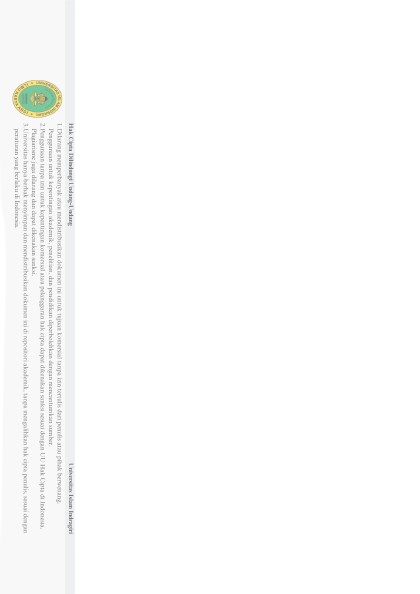 Hak Cipta Dilindungi Undang-Undang
Universitas Islam Indragiri
1. Dilarang memperbanyak atau mendistribusikan dokumen ini untuk tujuan komersial tanpa izin tertulis dari penulis atau pihak berwenang.
Penggunaan untuk kepentingan akademik, penelitian, dan pendidikan diperbolehkan dengan mencantumkan sumber.
2. Penggunaan tanpa izin untuk kepentingan komersial atau pelanggaran hak cipta dapat dikenakan sanksi sesuai dengan UU Hak Cipta di Indonesia.
Plagiarisme juga dilarang dan dapat dikenakan sanksi.
3. Universitas hanya berhak menyimpan dan mendistribusikan dokumen ini di repositori akademik, tanpa mengalihkan hak cipta penulis, sesuai dengan
peraturan yang berlaku di Indonesia.